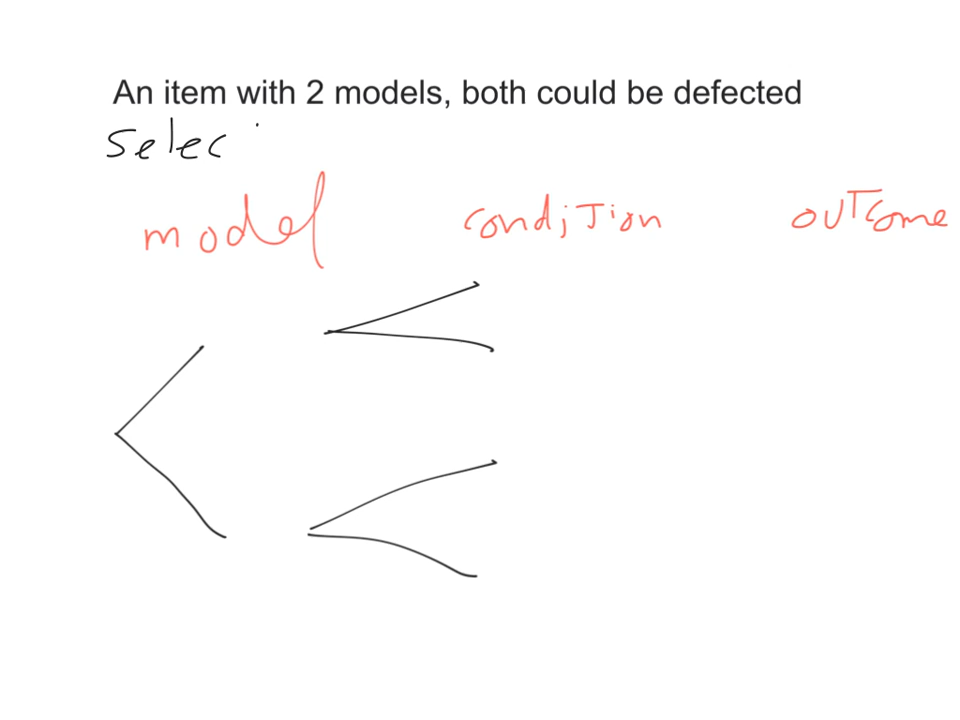 An item with 2 models, both could be defected
selec
model condition outcome